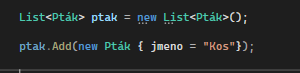 List<Pták> ptak = new List<Pták>();
ptak.Add(new Pták { jmeno = "Kos"});